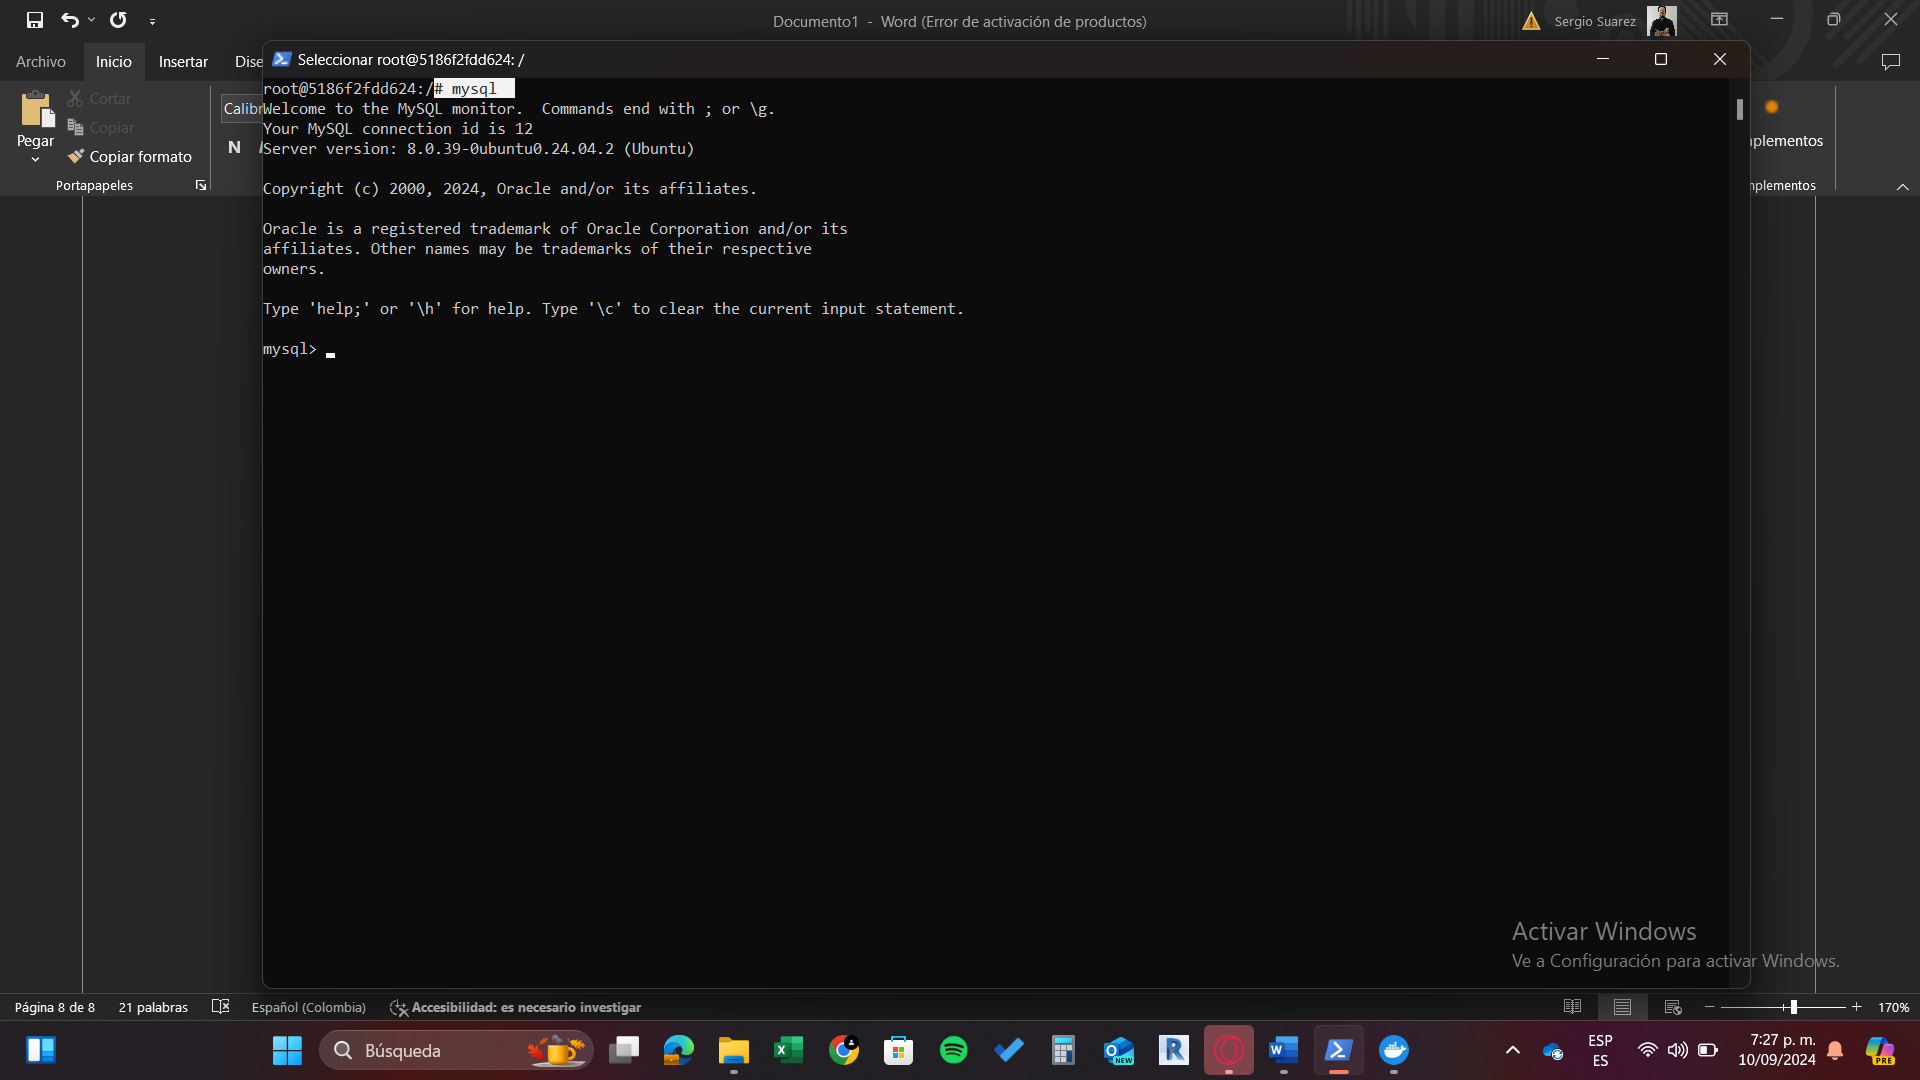 Documento1 - Word (Error de activación de productos)
Sergio Suarez
Archivo
Inicio
Insertar
Dise
Seleccionar root@5186f2fdd624: /
Pegar
Cortar
Copiar
Copiar formato
Portapapeles
Calibr
N
root@5186f2fdd624:/# mysql
Welcome to the MySQL monitor.  Commands end with ; or \g.
Your MySQL connection id is 12
Server version: 8.0.39-0ubuntu0.24.04.2 (Ubuntu)
Copyright (c) 2000, 2024, Oracle and/or its affiliates.
Oracle is a registered trademark of Oracle Corporation and/or its
affiliates. Other names may be trademarks of their respective
owners.
Type 'help;' or '\h' for help. Type '\c' to clear the current input statement.
mysql>
plementos
plementos
Activar Windows
Ve a Configuración para activar Windows.
Página 8 de 8
21 palabras
Español (Colombia)
Accesibilidad: es necesario investigar
170%
Búsqueda
NEW
ESP
ES
7:27 p. m.
10/09/2024
PRE